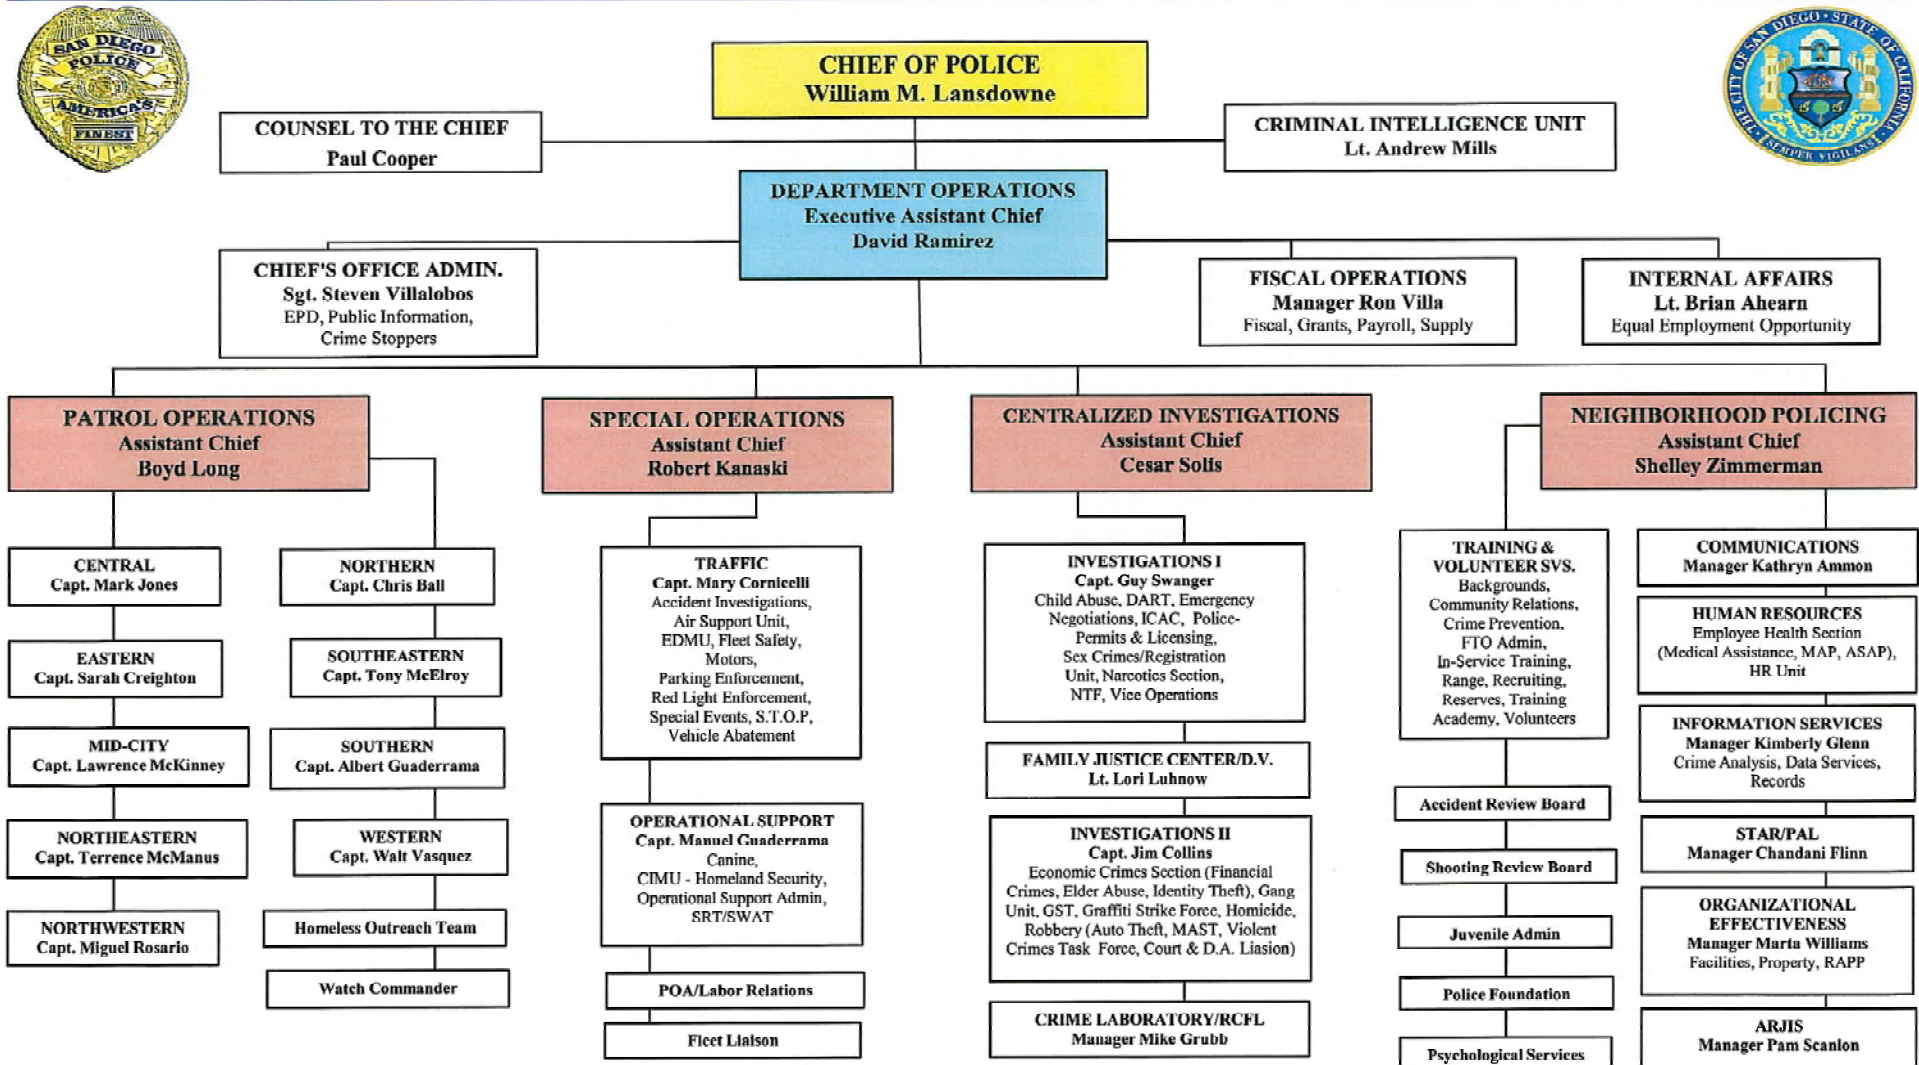 SAN DIEGO
POLICE
AMERICA'S
FINEST
THE CITY OF SAN DIEGO · STATE OF CALIFORNIA
SEMPER VIGILANS
CHIEF OF POLICE
William M. Lansdowne
COUNSEL TO THE CHIEF
Paul Cooper
CRIMINAL INTELLIGENCE UNIT
Lt. Andrew Mills
DEPARTMENT OPERATIONS
Executive Assistant Chief
David Ramirez
CHIEF'S OFFICE ADMIN.
Sgt. Steven Villalobos
EPD, Public Information,
Crime Stoppers
FISCAL OPERATIONS
Manager Ron Villa
Fiscal, Grants, Payroll, Supply
INTERNAL AFFAIRS
Lt. Brian Ahearn
Equal Employment Opportunity
PATROL OPERATIONS
Assistant Chief
Boyd Long
SPECIAL OPERATIONS
Assistant Chief
Robert Kanaski
CENTRALIZED INVESTIGATIONS
Assistant Chief
Cesar Solis
NEIGHBORHOOD POLICING
Assistant Chief
Shelley Zimmerman
CENTRAL
Capt. Mark Jones
EASTERN
Capt. Sarah Creighton
MID-CITY
Capt. Lawrence McKinney
NORTHEASTERN
Capt. Terrence McManus
NORTHWESTERN
Capt. Miguel Rosario
NORTHERN
Capt. Chris Ball
SOUTHEASTERN
Capt. Tony McElroy
SOUTHERN
Capt. Albert Guaderrama
WESTERN
Capt. Walt Vasquez
Homeless Outreach Team
Watch Commander
TRAFFIC
Capt. Mary Cornicelli
Accident Investigations,
Air Support Unit,
EDMU, Fleet Safety,
Motors,
Parking Enforcement,
Red Light Enforcement,
Special Events, S.T.O.P,
Vehicle Abatement
OPERATIONAL SUPPORT
Capt. Manuel Guaderrama
Canine,
CIMU - Homeland Security,
Operational Support Admin,
SRT/SWAT
POA/Labor Relations
Fleet Liaison
INVESTIGATIONS I
Capt. Guy Swanger
Child Abuse, DART, Emergency
Negotiations, ICAC, Police-
Permits & Licensing,
Sex Crimes/Registration
Unit, Narcotics Section,
NTF, Vice Operations
FAMILY JUSTICE CENTER/D.V.
Lt. Lori Luhnow
INVESTIGATIONS II
Capt. Jim Collins
Economic Crimes Section (Financial
Crimes, Elder Abuse, Identity Theft), Gang
Unit, GST, Graffiti Strike Force, Homicide,
Robbery (Auto Theft, MAST, Violent
Crimes Task Force, Court & D.A. Liasion)
CRIME LABORATORY/RCFL
Manager Mike Grubb
TRAINING &
VOLUNTEER SVS.
Backgrounds,
Community Relations,
Crime Prevention,
FTO Admin,
In-Service Training,
Range, Recruiting,
Reserves, Training
Academy, Volunteers
Accident Review Board
Shooting Review Board
Juvenile Admin
Police Foundation
Psychological Services
COMMUNICATIONS
Manager Kathryn Ammon
HUMAN RESOURCES
Employee Health Section
(Medical Assistance, MAP, ASAP),
HR Unit
INFORMATION SERVICES
Manager Kimberly Glenn
Crime Analysis, Data Services,
Records
STAR/PAL
Manager Chandani Flinn
ORGANIZATIONAL
EFFECTIVENESS
Manager Marta Williams
Facilities, Property, RAPP
ARJIS
Manager Pam Scanlon